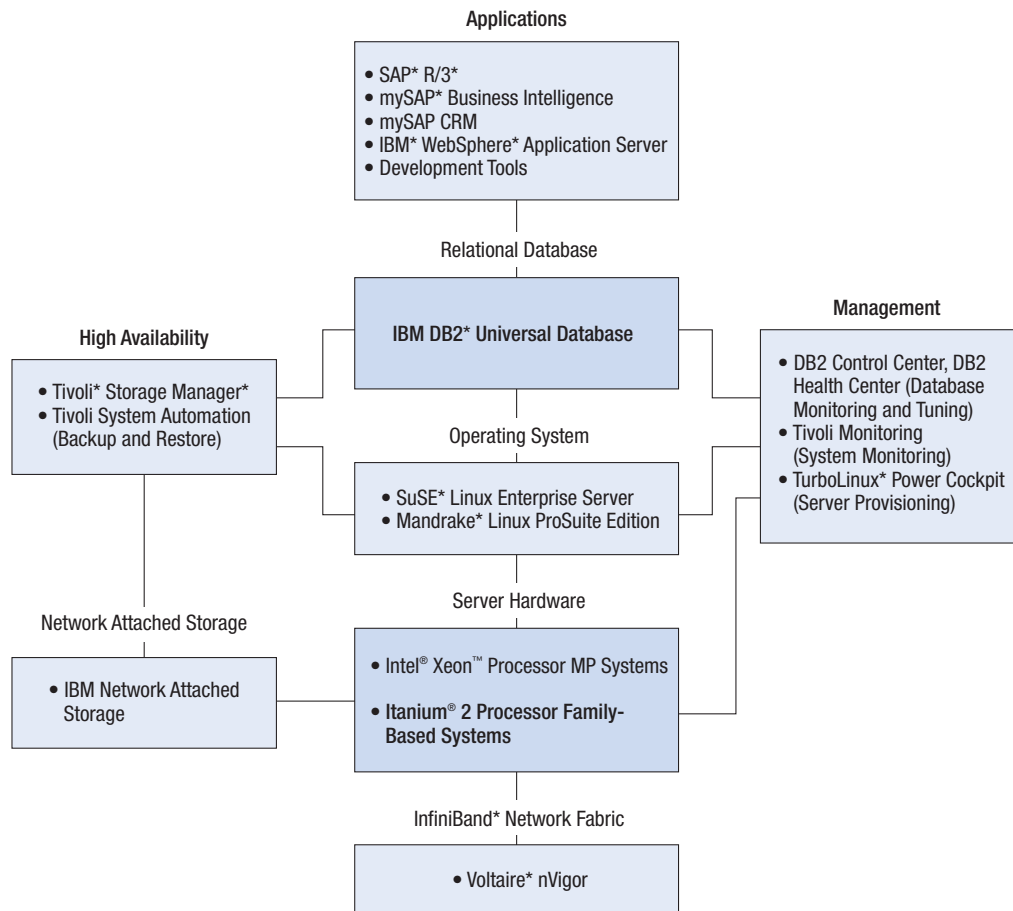 Applications
• SAP* R/3*
• mySAP* Business Intelligence
• mySAP CRM
• IBM* WebSphere* Application Server
• Development Tools
Relational Database
IBM DB2* Universal Database
High Availability
• Tivoli* Storage Manager*
• Tivoli System Automation
(Backup and Restore)
Management
• DB2 Control Center, DB2
Health Center (Database
Monitoring and Tuning)
• Tivoli Monitoring
(System Monitoring)
• TurboLinux* Power Cockpit
(Server Provisioning)
Operating System
• SuSE* Linux Enterprise Server
• Mandrake* Linux ProSuite Edition
Server Hardware
• Intel® Xeon™ Processor MP Systems
• Itanium® 2 Processor Family-
Based Systems
Network Attached Storage
• IBM Network Attached
Storage
InfiniBand* Network Fabric
• Voltaire* nVigor